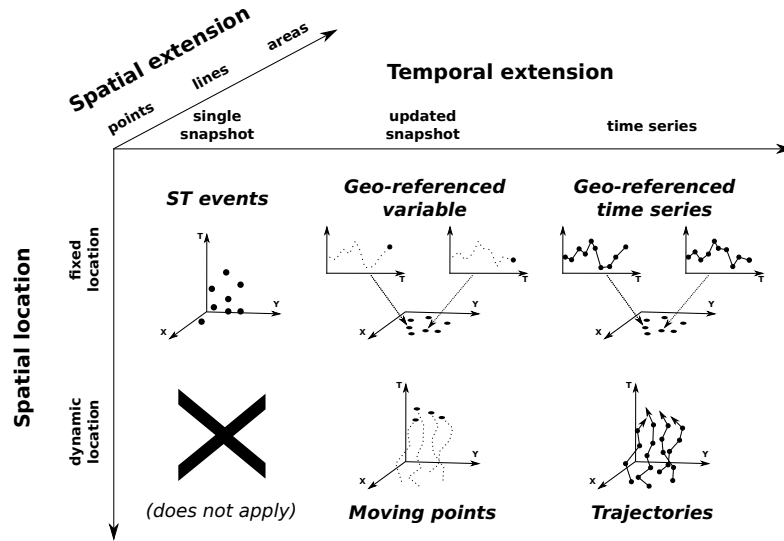 Spatial extension
points
lines
areas
Temporal extension
single
snapshot
updated
snapshot
time series
Spatial location
fixed
location
ST events
T
Y
X
Geo-referenced
variable
T
T
Y
X
Geo-referenced
time series
T
T
Y
X
dynamic
location
(does not apply)
T
Y
X
Moving points
T
Y
X
Trajectories